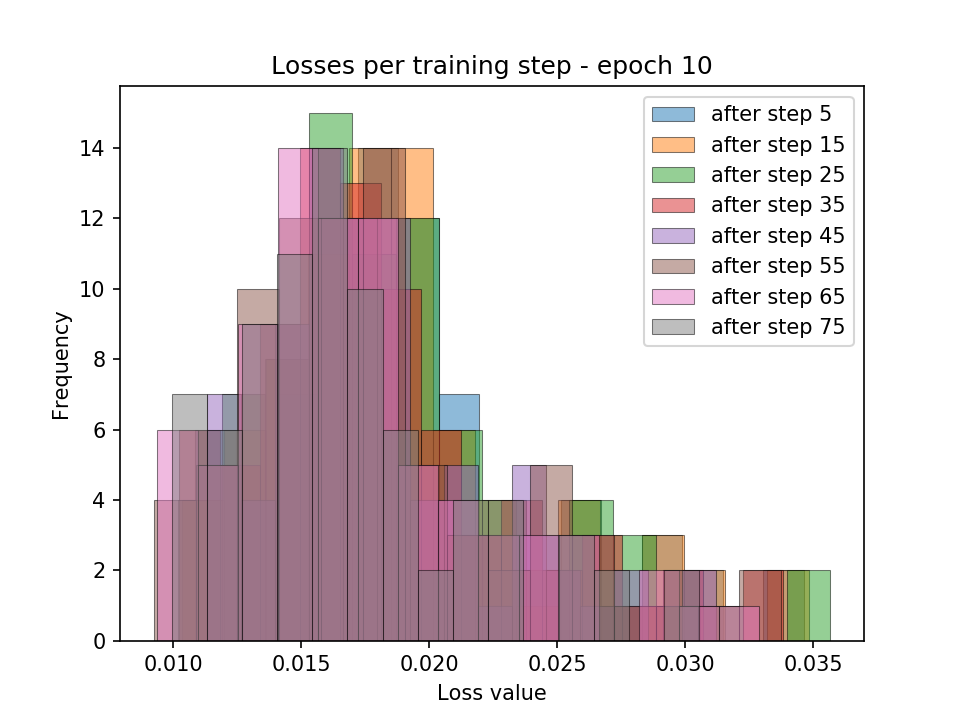 Losses per training step - epoch 10
after step 5
after step 15
after step 25
after step 35
after step 45
after step 55
after step 65
after step 75
Frequency
14
12
10
8
6
4
2
0
0.010 0.015 0.020 0.025 0.030 0.035
Loss value